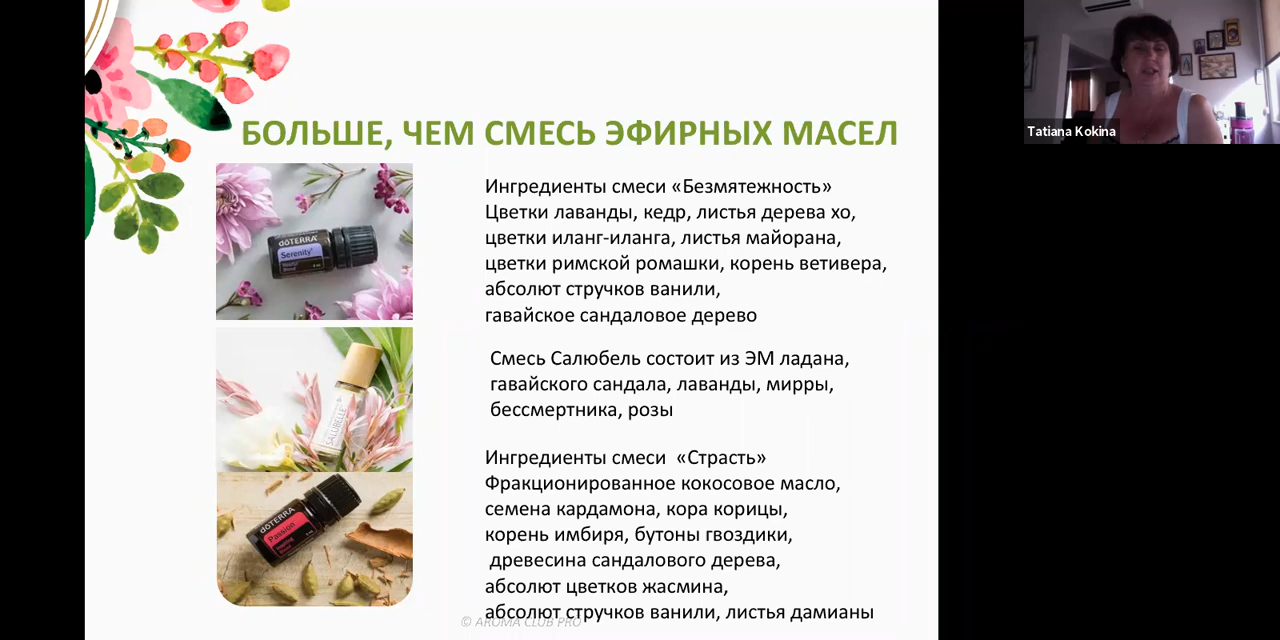 Tatiana Kokina
БОЛЬШЕ, ЧЕМ СМЕСЬ ЭФИРНЫХ МАСЕЛ
Ингредиенты смеси «Безмятежность»
Цветки лаванды, кедр, листья дерева хо,
цветки иланг-иланга, листья майорана,
цветки римской ромашки, корень ветивера,
абсолют стручков ванили,
гавайское сандаловое дерево
dōTERRA
Serenity
Смесь Салюбель состоит из ЭМ ладана,
гавайского сандала, лаванды, мирры,
бессмертника, розы
SALUBELLE
Ингредиенты смеси «Страсть»
Фракционированное кокосовое масло,
семена кардамона, кора корицы,
корень имбиря, бутоны гвоздики,
древесина сандалового дерева,
абсолют цветков жасмина,
абсолют стручков ванили, листья дамианы
dōTERRA
Passion
© AROMA CLUB PRO